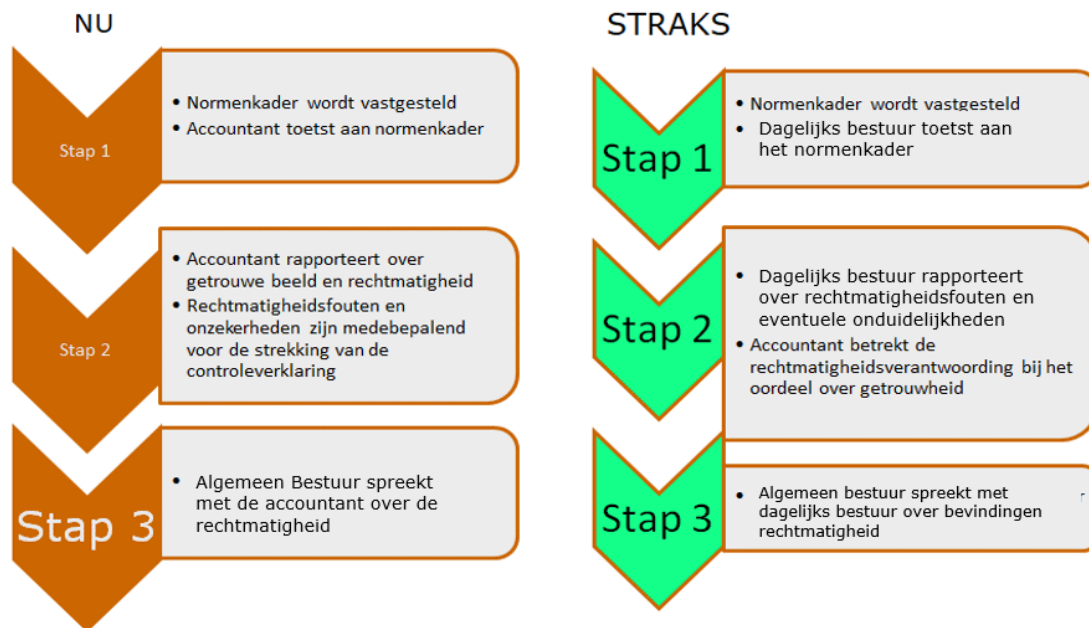 NU
Stap 1
• Normenkader wordt vastgesteld
• Accountant toetst aan normenkader
Stap 2
• Accountant rapporteert over
getrouwe beeld en rechtmatigheid
• Rechtmatigheidsfouten en
onzekerheden zijn medebepalend
voor de strekking van de
controleverklaring
Stap 3
• Algemeen Bestuur spreekt
met de accountant over de
rechtmatigheid
STRAKS
Stap 1
• Normenkader wordt vastgesteld
• Dagelijks bestuur toetst aan
het normenkader
Stap 2
• Dagelijks bestuur rapporteert
over rechtmatigheidsfouten en
eventuele onduidelijkheden
• Accountant betrekt de
rechtmatigheidsverantwoording bij het
oordeel over getrouwheid
Stap 3
• Algemeen bestuur spreekt met
dagelijks bestuur over bevindingen
rechtmatigheid